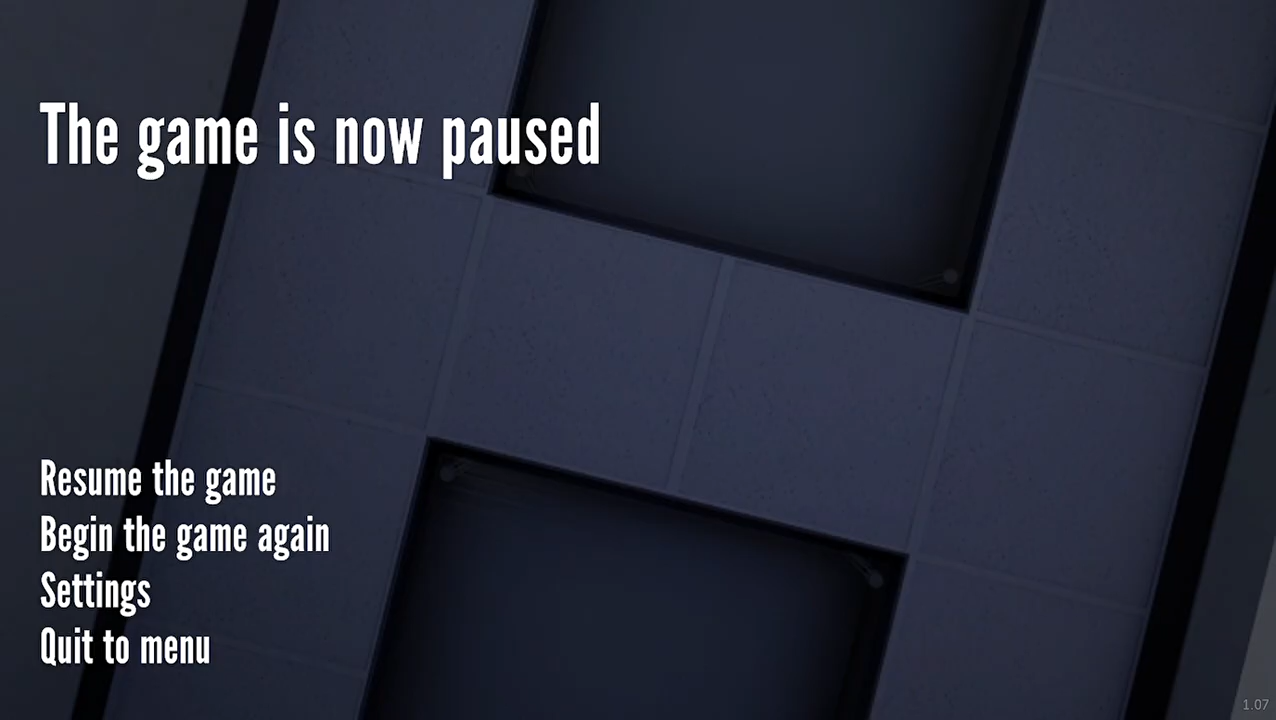 The game is now paused
Resume the game
Begin the game again
Settings
Quit to menu
1.07